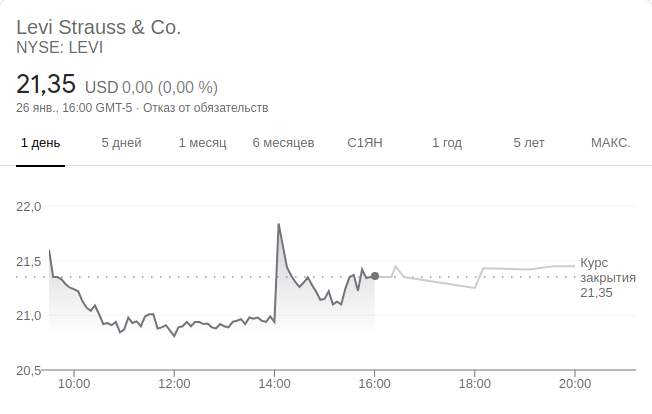 Levi Strauss & Co.
NYSE: LEVI
21,35 USD 0,00 (0,00 %)
26 янв., 16:00 GMT-5 · Отказ от обязательств
1 день 5 дней 1 месяц 6 месяцев С1ЯН 1 год 5 лет МАКС.
22,0
21,5
21,0
20,5
Курс
закрытия
21,35
10:00 12:00 14:00 16:00 18:00 20:00